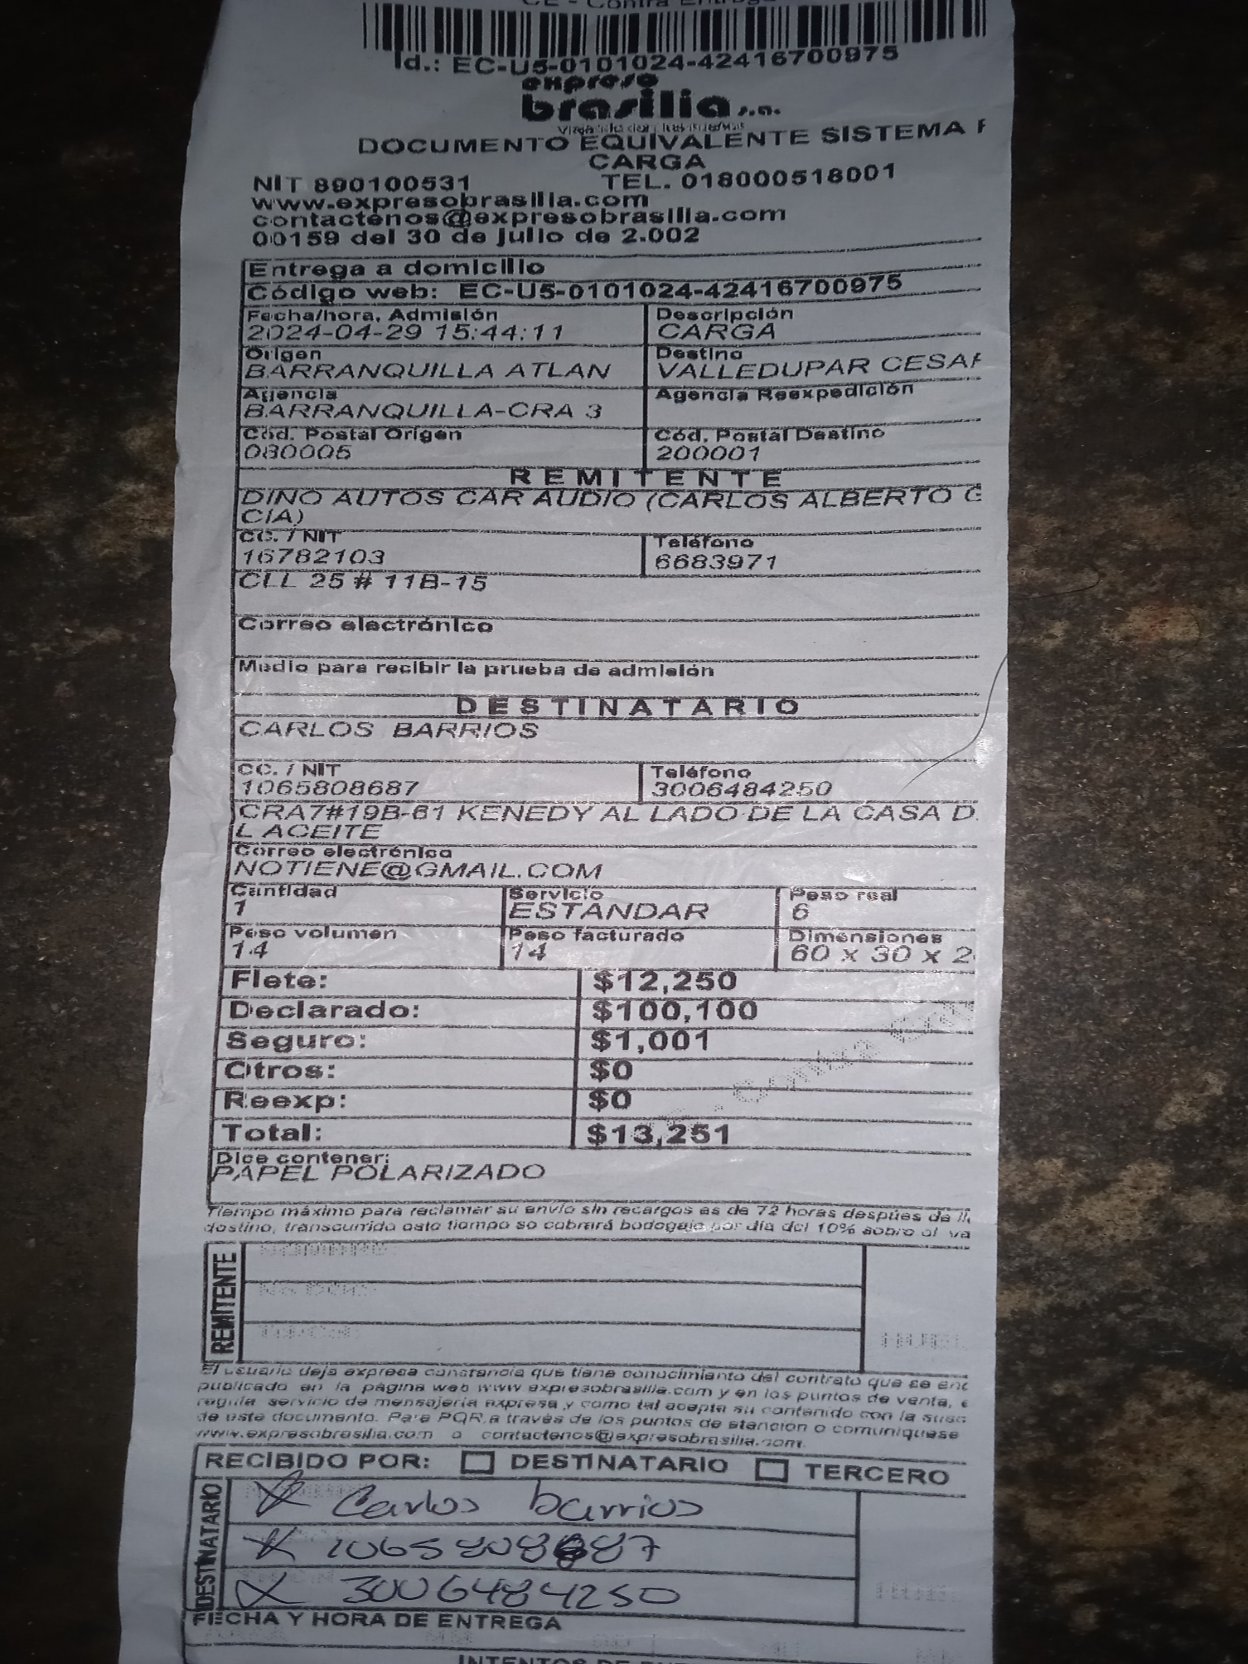 CE - Contra Entrega
Id.: EC-U5-0101024-42416700975
expreso
brasilia s.a.
DOCUMENTO EQUIVALENTE SISTEMA
CARGA
NIT 890100531 TEL. 018000518001
www.expresobrasilia.com
contactenos@expresobrasilia.com
00159 del 30 de julio de 2.002
Entrega a domicilio
Código web: EC-U5-0101024-42416700975
Fecha/hora, Admisión Descripción
2024-04-29 15:44:11 CARGA
Origen Destino
BARRANQUILLA ATLAN VALLEDUPAR CESAR
Agencia Agencia Reexpedición
BARRANQUILLA-CRA 3
Cód. Postal Origen Cód. Postal Destino
080005 200001
REMITENTE
DINO AUTOS CAR AUDIO (CARLOS ALBERTO G
CIA)
CC. / NIT Teléfono
16782103 6683971
CLL 25 # 11B-15
Correo electrónico
Medio para recibir la prueba de admisión
DESTINATARIO
CARLOS BARRIOS
CC. / NIT Teléfono
1065808687 3006484250
CRA7#19B-61 KENEDY AL LADO DE LA CASA D
L ACEITE
Correo electrónico
NOTIENE@GMAIL.COM
Cantidad Servicio Peso real
1 ESTANDAR 6
Peso volumen Peso facturado Dimensiones
14 14 60 x 30 x 2
Flete: $12,250
Declarado: $100,100
Seguro: $1,001
Otros: $0
Reexp: $0
Total: $13,251
Dice contener:
PAPEL POLARIZADO
Tiempo máximo para reclamar su envío sin recargos es de 72 horas después de
destino, transcurrido este tiempo se cobrará bodegaje por día del 10% sobre el va
REMITENTE
El usuario deja expresa constancia que tiene conocimiento del contrato que se enc
publicado en la página web www.expresobrasilia.com y en los puntos de venta,
regula servicio de mensajería expresa y como tal acepta su contenido con la susc
de este documento. Para PQR a través de los puntos de atención o comuníquese
www.expresobrasilia.com o contactenos@expresobrasilia.com
RECIBIDO POR: DESTINATARIO TERCERO
DESTINATARIO
X Carlos barrios
X 1065808687
X 3006484250
FECHA Y HORA DE ENTREGA
INTENTOS DE